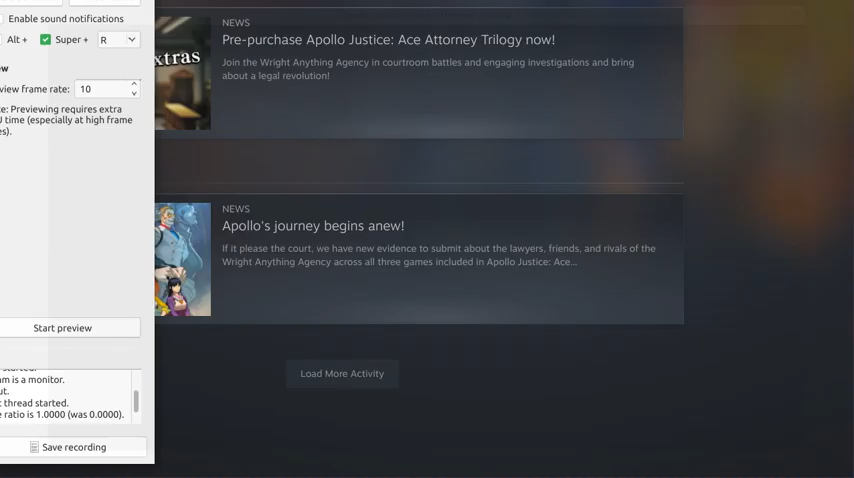 Enable sound notifications
Alt +
Super +
R
view frame rate:
10
e: Previewing requires extra
time (especially at high frame
es).
Start preview
started.
am is a monitor.
ut.
t thread started.
e ratio is 1.0000 (was 0.0000).
Save recording
xtras
NEWS
Pre-purchase Apollo Justice: Ace Attorney Trilogy now!
Join the Wright Anything Agency in courtroom battles and engaging investigations and bring
about a legal revolution!
NEWS
Apollo's journey begins anew!
If it please the court, we have new evidence to submit about the lawyers, friends, and rivals of the
Wright Anything Agency across all three games included in Apollo Justice: Ace...
Load More Activity